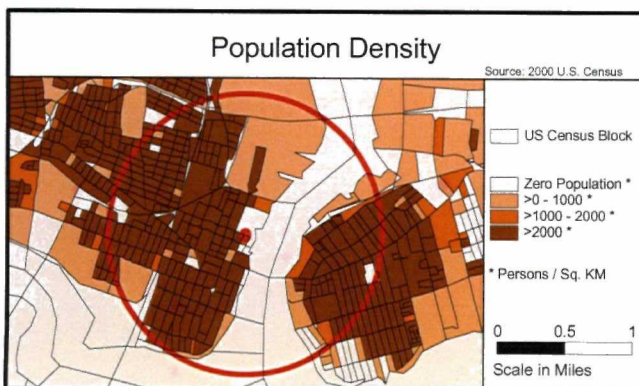 Population Density
Source: 2000 U.S. Census
US Census Block
Zero Population *
>0 - 1000 *
>1000 - 2000 *
>2000 *
* Persons / Sq. KM
0 0.5 1
Scale in Miles